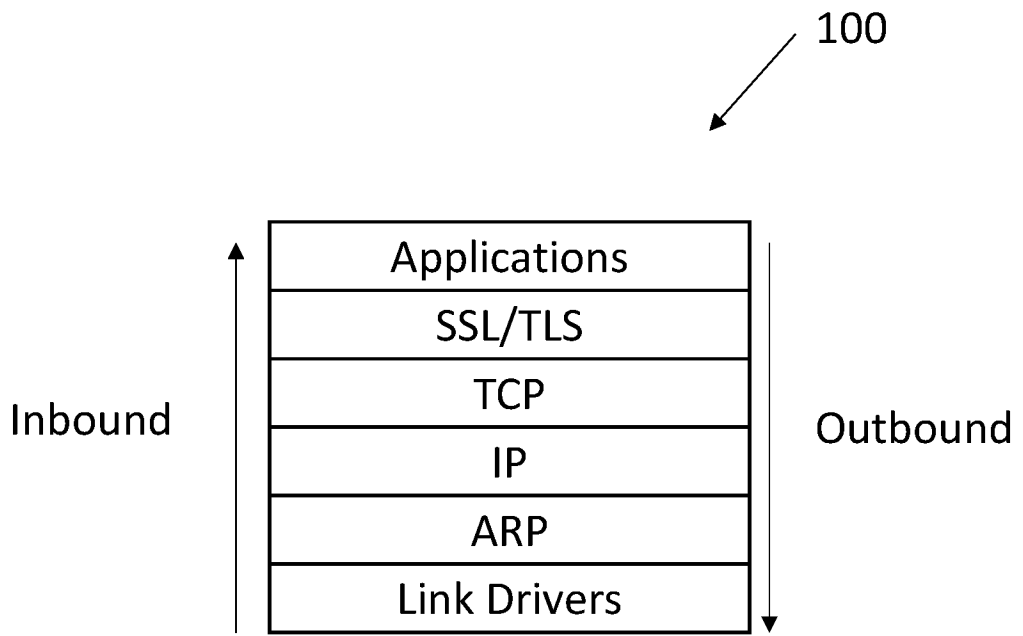 100
Applications
SSL/TLS
TCP
Inbound
Outbound
IP
ARP
Link Drivers